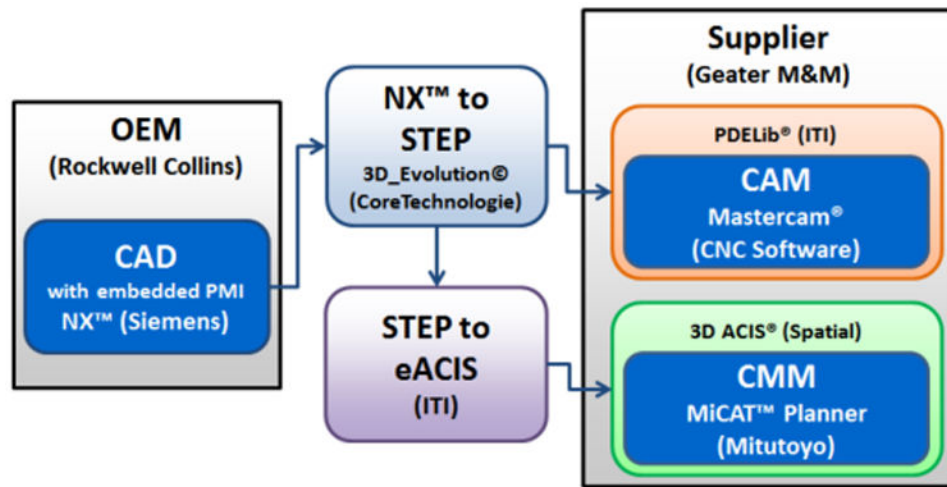 OEM
(Rockwell Collins)
CAD
with embedded PMI
NX™ (Siemens)
NX™ to
STEP
3D_Evolution©
(CoreTechnologie)
STEP to
eACIS
(ITI)
Supplier
(Geater M&M)
PDELib® (ITI)
CAM
Mastercam®
(CNC Software)
3D ACIS® (Spatial)
CMM
MiCAT™ Planner
(Mitutoyo)